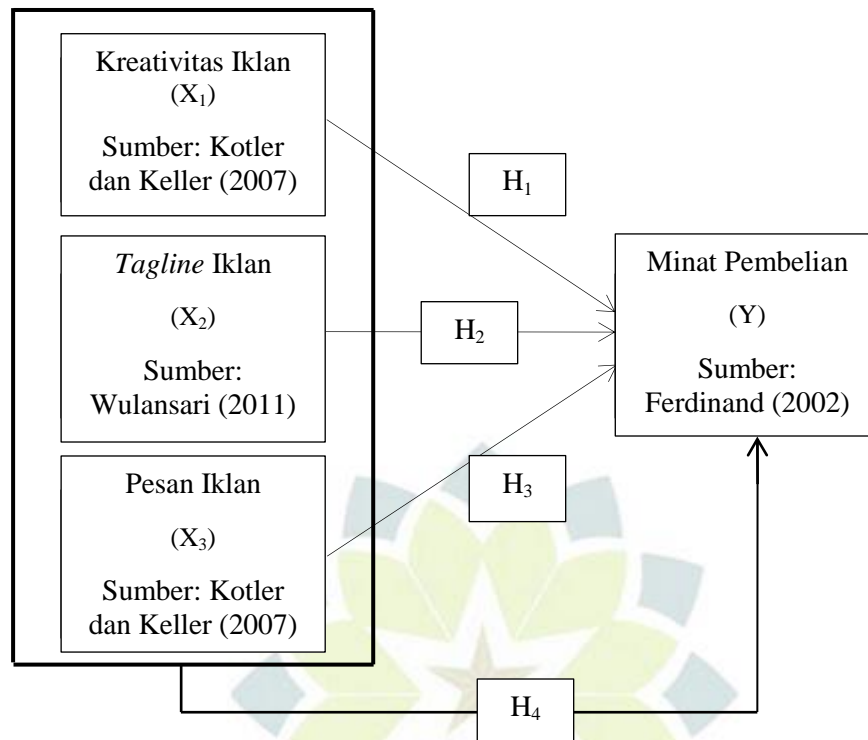 Kreativitas Iklan
(X₁)
Sumber: Kotler
dan Keller (2007)
Tagline Iklan
(X₂)
Sumber:
Wulansari (2011)
Pesan Iklan
(X₃)
Sumber: Kotler
dan Keller (2007)
H₁
H₂
H₃
H₄
Minat Pembelian
(Y)
Sumber:
Ferdinand (2002)